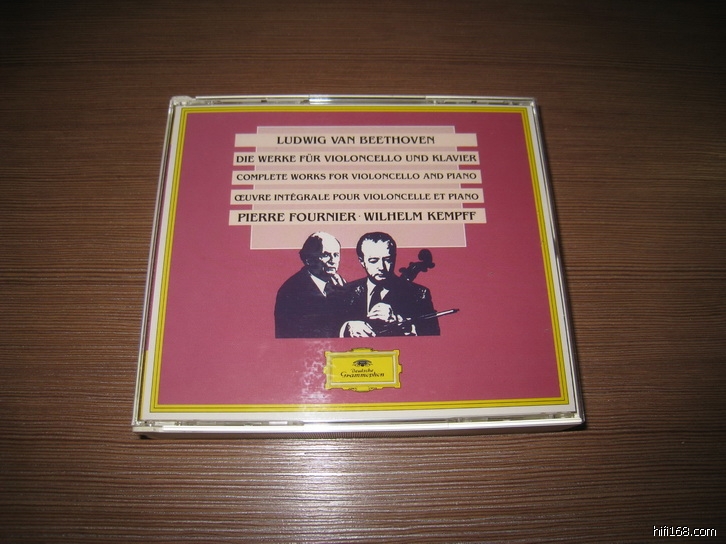 LUDWIG VAN BEETHOVEN
DIE WERKE FÜR VIOLONCELLO UND KLAVIER
COMPLETE WORKS FOR VIOLONCELLO AND PIANO
ŒUVRE INTÉGRALE POUR VIOLONCELLE ET PIANO
PIERRE FOURNIER · WILHELM KEMPFF
Deutsche
Grammophon
hifi168.com